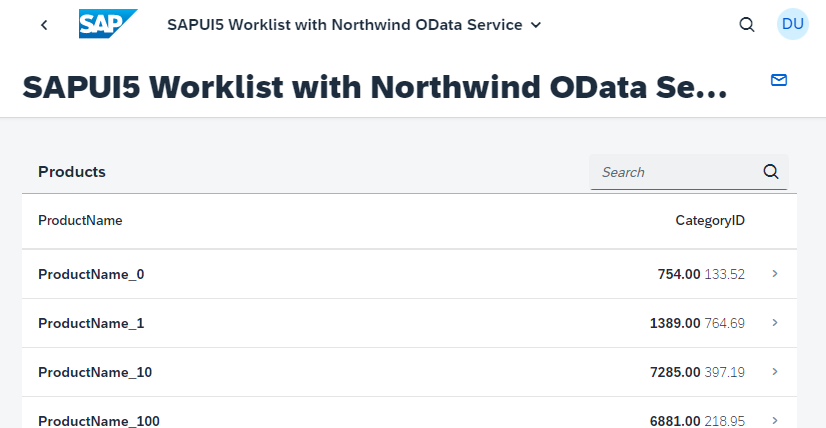 SAP SAPUI5 Worklist with Northwind OData Service DU
SAPUI5 Worklist with Northwind OData Se...
Products Search
ProductName CategoryID
ProductName_0 754.00 133.52
ProductName_1 1389.00 764.69
ProductName_10 7285.00 397.19
ProductName_100 6881.00 218.95